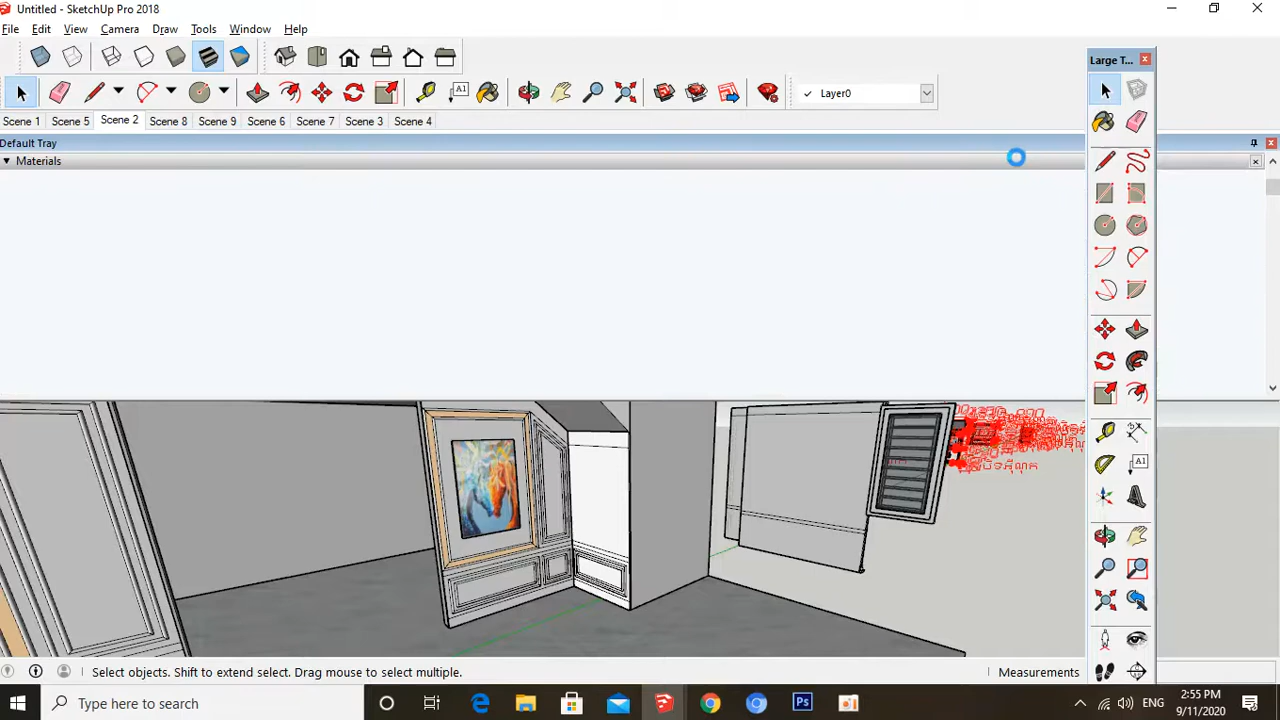 Untitled - SketchUp Pro 2018
File Edit View Camera Draw Tools Window Help
A1 Layer0
Scene 1 Scene 5 Scene 2 Scene 8 Scene 9 Scene 6 Scene 7 Scene 3 Scene 4
Default Tray
Materials
Large T...
A1
Select objects. Shift to extend select. Drag mouse to select multiple. Measurements
Type here to search
Ps
ENG
2:55 PM
9/11/2020